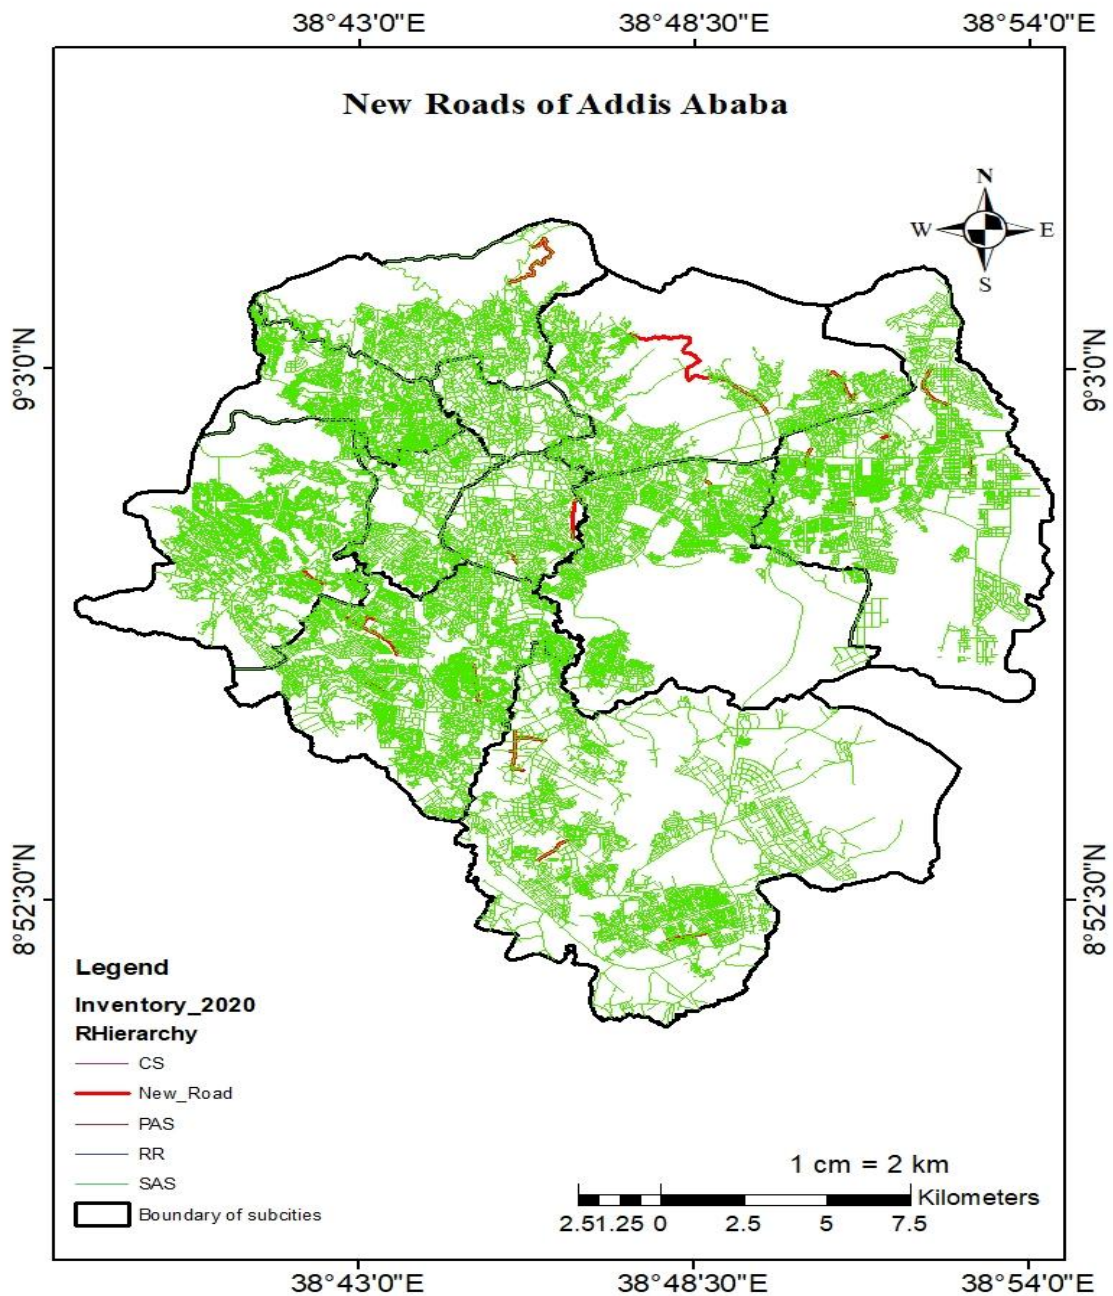 38°43'0"E 38°48'30"E 38°54'0"E
New Roads of Addis Ababa
N
W E
S
9°3'0"N 9°3'0"N
8°52'30"N 8°52'30"N
Legend
Inventory_2020
RHierarchy
CS
New_Road
PAS
RR
SAS
Boundary of subcities
1 cm = 2 km
Kilometers
2.51.25 0 2.5 5 7.5
38°43'0"E 38°48'30"E 38°54'0"E